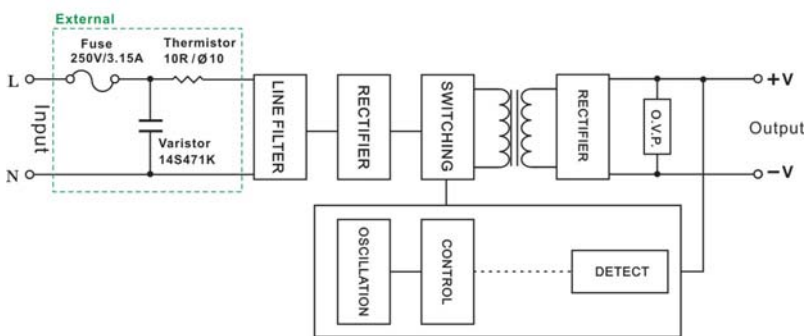 External
Fuse
250V/3.15A
Thermistor
10R/Ø10
L
Input
N
Varistor
14S471K
LINE FILTER
RECTIFIER
SWITCHING
RECTIFIER
O.V.P.
+V
Output
-V
OSCILLATION
CONTROL
DETECT